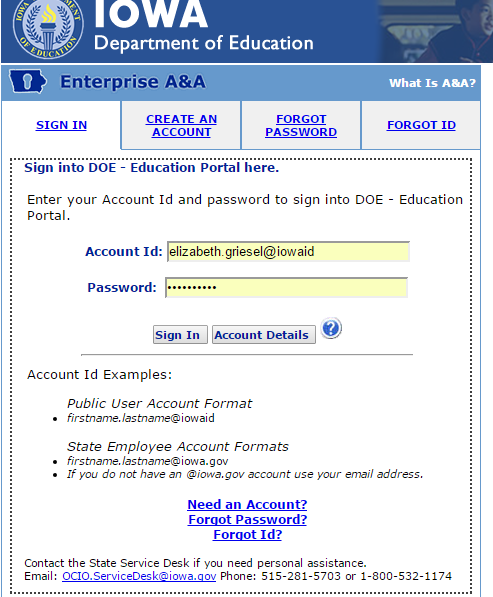 IOWA
Department of Education
Enterprise A&A
What Is A&A?
SIGN IN
CREATE AN
ACCOUNT
FORGOT
PASSWORD
FORGOT ID
Sign into DOE - Education Portal here.
Enter your Account Id and password to sign into DOE - Education
Portal.
Account Id: elizabeth.griesel@iowaid
Password: ••••••••••
Sign In Account Details ?
Account Id Examples:
Public User Account Format
• firstname.lastname@iowaid
State Employee Account Formats
• firstname.lastname@iowa.gov
• If you do not have an @iowa.gov account use your email address.
Need an Account?
Forgot Password?
Forgot Id?
Contact the State Service Desk if you need personal assistance.
Email: OCIO.ServiceDesk@iowa.gov Phone: 515-281-5703 or 1-800-532-1174